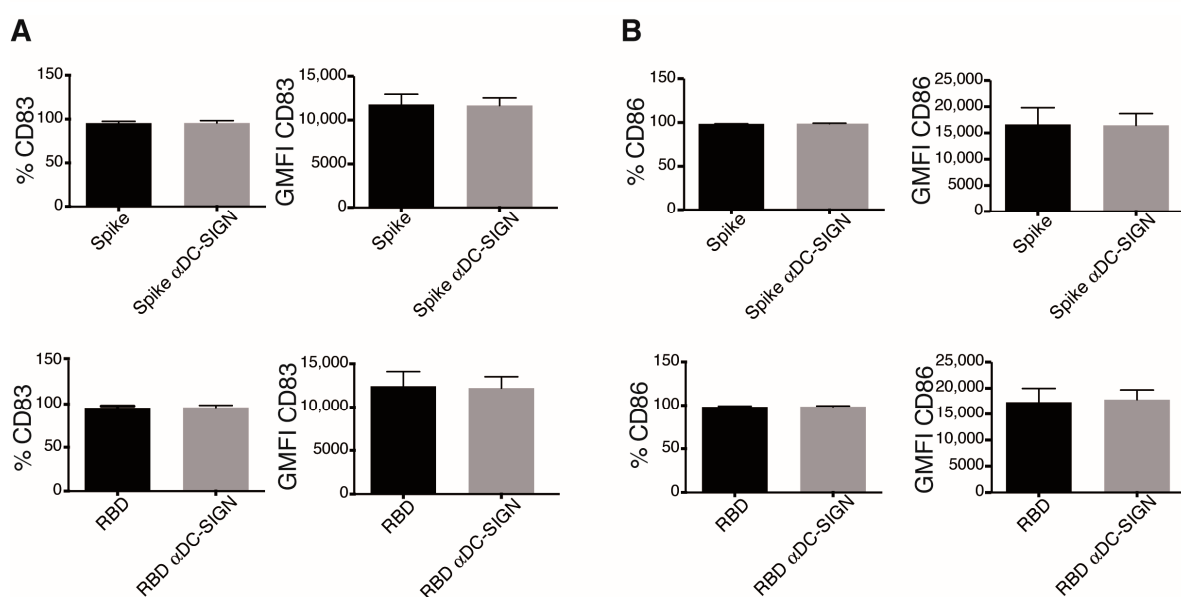 A
B
150
100
50
0
% CD83
Spike
Spike αDC-SIGN
15,000
10,000
5000
0
GMFI CD83
Spike
Spike αDC-SIGN
150
100
50
0
% CD86
Spike
Spike αDC-SIGN
25,000
20,000
15,000
10,000
5000
0
GMFI CD86
Spike
Spike αDC-SIGN
150
100
50
0
% CD83
RBD
RBD αDC-SIGN
15,000
10,000
5000
0
GMFI CD83
RBD
RBD αDC-SIGN
150
100
50
0
% CD86
RBD
RBD αDC-SIGN
25,000
20,000
15,000
10,000
5000
0
GMFI CD86
RBD
RBD αDC-SIGN